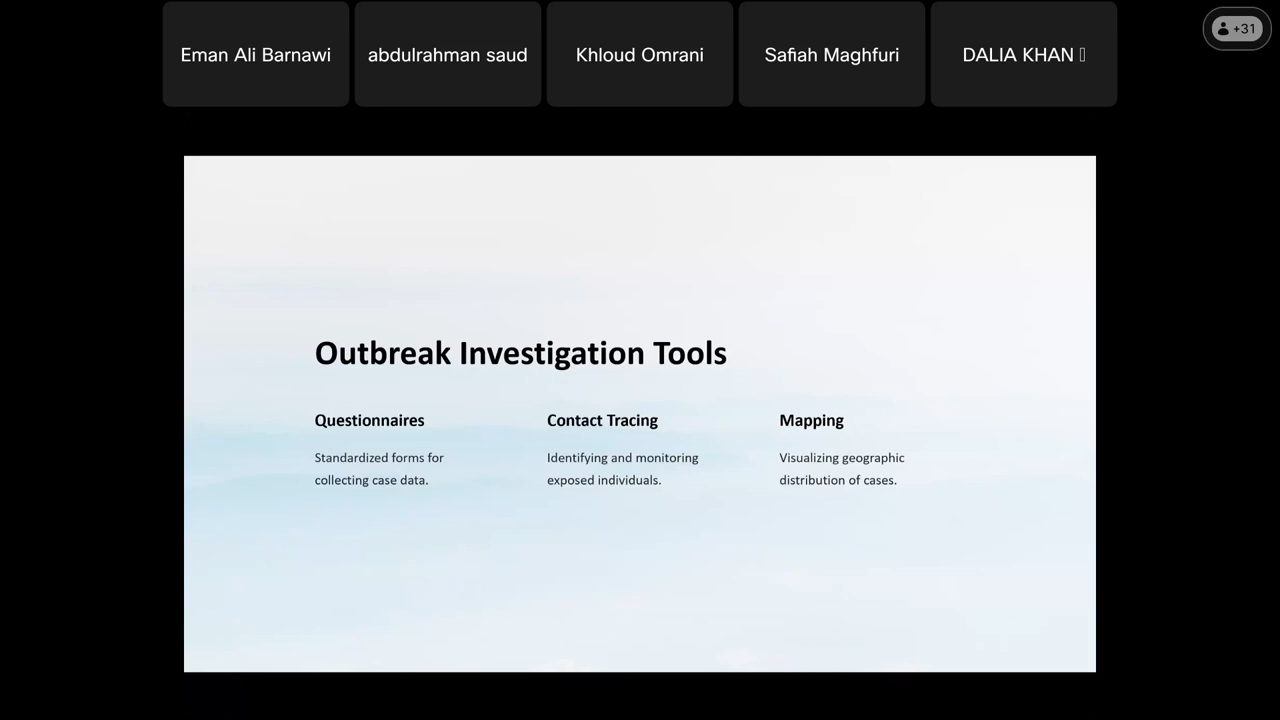 Eman Ali Barnawi
abdulrahman saud
Khloud Omrani
Safiah Maghfuri
DALIA KHAN
+31
Outbreak Investigation Tools
Questionnaires
Standardized forms for
collecting case data.
Contact Tracing
Identifying and monitoring
exposed individuals.
Mapping
Visualizing geographic
distribution of cases.